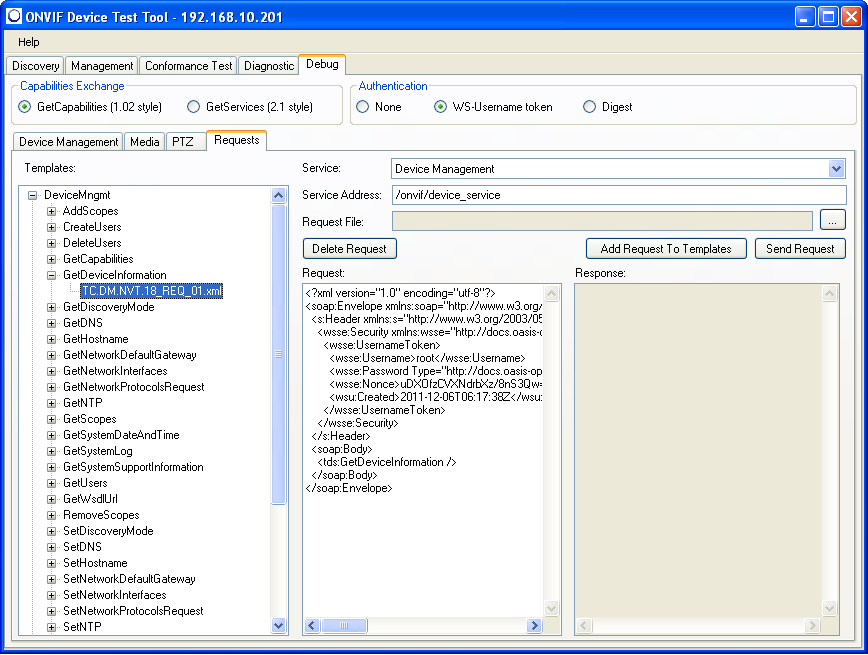 ONVIF Device Test Tool - 192.168.10.201
Help
Discovery Management Conformance Test Diagnostic Debug
Capabilities Exchange
GetCapabilities (1.02 style) GetServices (2.1 style)
Authentication
None WS-Username token Digest
Device Management Media PTZ Requests
Templates:
DeviceMngmt
AddScopes
CreateUsers
DeleteUsers
GetCapabilities
GetDeviceInformation
TC.DM.NVT.18_REQ_01.xml
GetDiscoveryMode
GetDNS
GetHostname
GetNetworkDefaultGateway
GetNetworkInterfaces
GetNetworkProtocolsRequest
GetNTP
GetScopes
GetSystemDateAndTime
GetSystemLog
GetSystemSupportInformation
GetUsers
GetWsdlUrl
RemoveScopes
SetDiscoveryMode
SetDNS
SetHostname
SetNetworkDefaultGateway
SetNetworkInterfaces
SetNetworkProtocolsRequest
SetNTP
Service: Device Management
Service Address: /onvif/device_service
Request File: ...
Delete Request Add Request To Templates Send Request
Request:
<?xml version="1.0" encoding="utf-8"?>
<soap:Envelope xmlns:soap="http://www.w3.org/
<s:Header xmlns:s="http://www.w3.org/2003/05
<wsse:Security xmlns:wsse="http://docs.oasis-o
<wsse:UsernameToken>
<wsse:Username>root</wsse:Username>
<wsse:Password Type="http://docs.oasis-op
<wsse:Nonce>uDXOfzCVXNdrbXz/8nS3Qw=
<wsu:Created>2011-12-06T06:17:38Z</wsu:
</wsse:UsernameToken>
</wsse:Security>
</s:Header>
<soap:Body>
<tds:GetDeviceInformation />
</soap:Body>
</soap:Envelope>
Response: